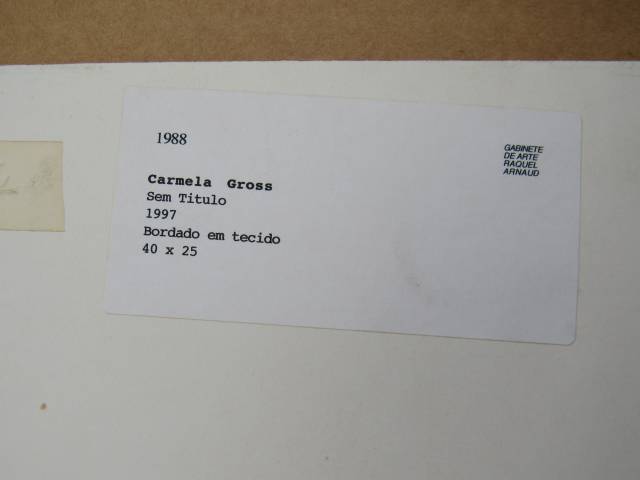 1988
GABINETE
DE ARTE
RAQUEL
ARNAUD
Carmela Gross
Sem Titulo
1997
Bordado em tecido
40 x 25